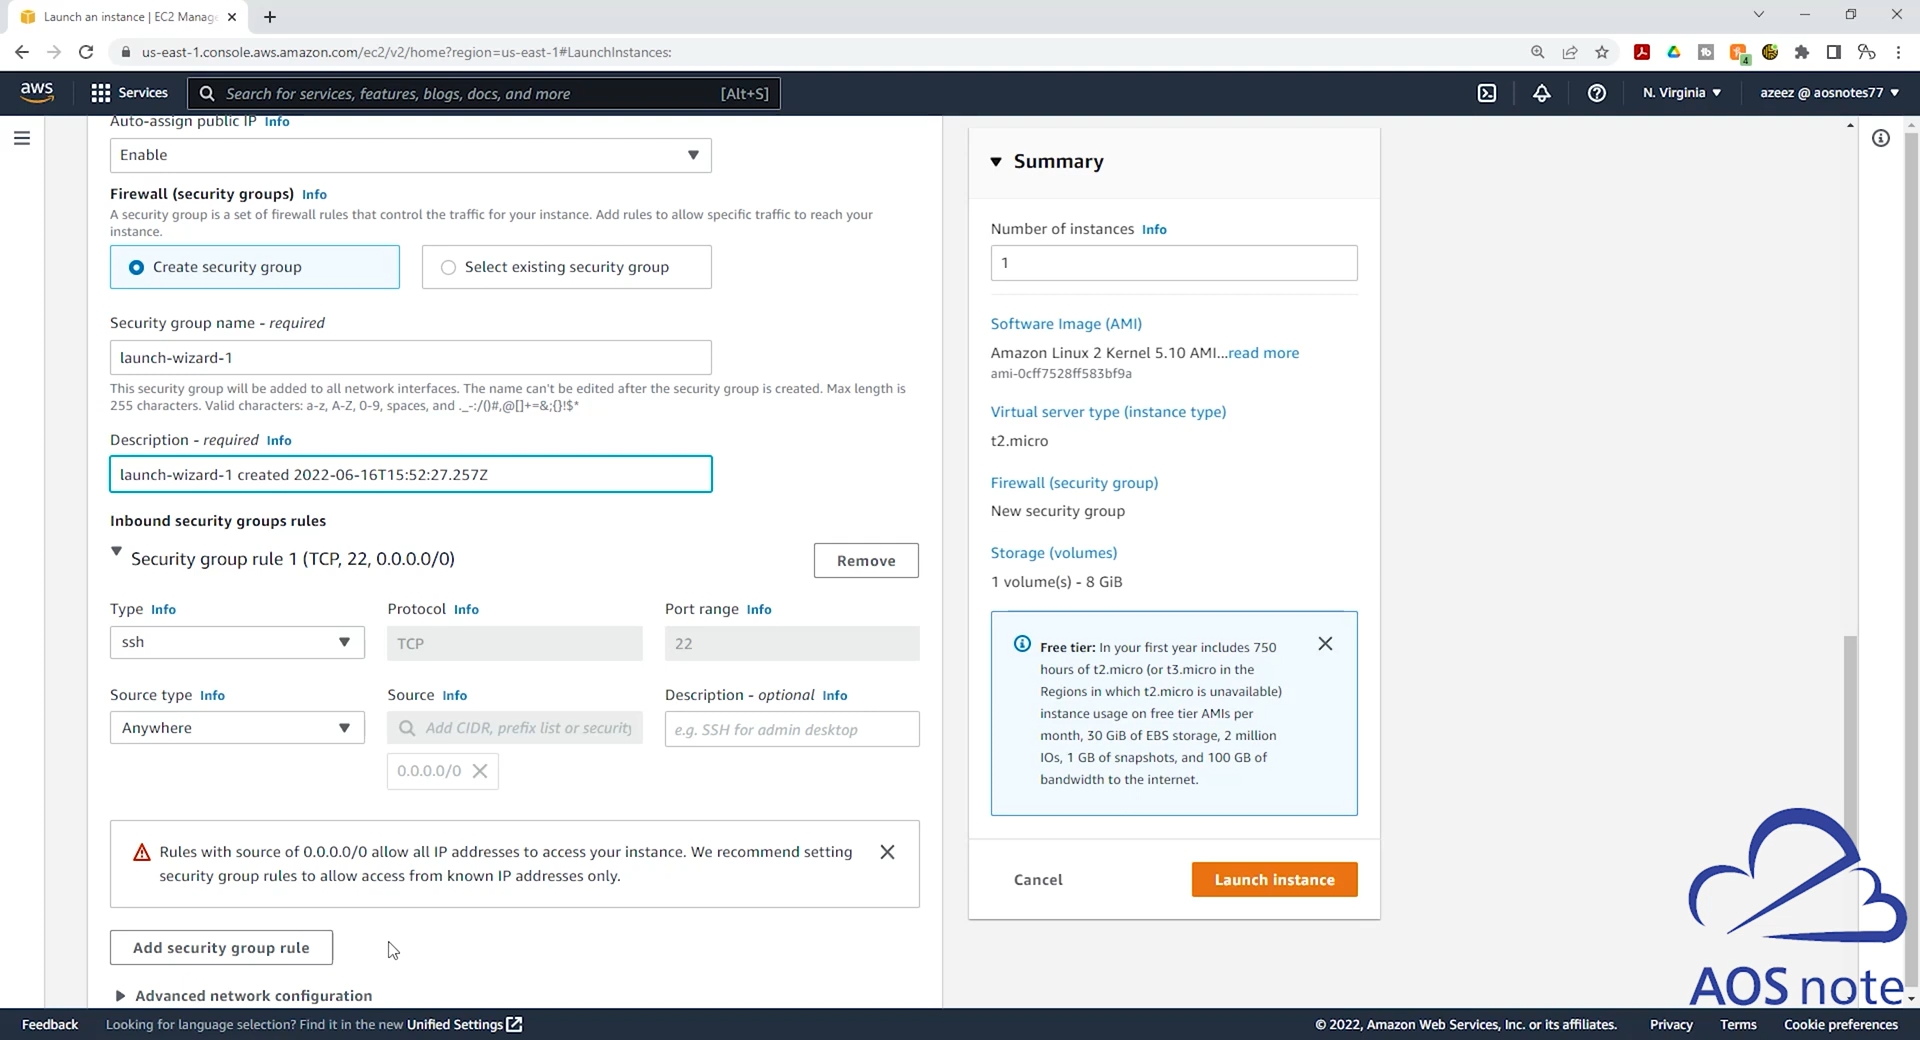 Launch an instance | EC2 Manag
us-east-1.console.aws.amazon.com/ec2/v2/home?region=us-east-1#LaunchInstances:
4
aws
Services
Search for services, features, blogs, docs, and more
[Alt+S]
N. Virginia
azeez @ aosnotes77
Auto-assign public IP Info
Enable
Firewall (security groups) Info
A security group is a set of firewall rules that control the traffic for your instance. Add rules to allow specific traffic to reach your
instance.
Create security group
Select existing security group
Security group name - required
launch-wizard-1
This security group will be added to all network interfaces. The name can't be edited after the security group is created. Max length is
255 characters. Valid characters: a-z, A-Z, 0-9, spaces, and ._-:/()#,@[]+=&;{}!$*
Description - required Info
launch-wizard-1 created 2022-06-16T15:52:27.257Z
Inbound security groups rules
Security group rule 1 (TCP, 22, 0.0.0.0/0)
Remove
Type Info
Protocol Info
Port range Info
ssh
TCP
22
Source type Info
Source Info
Description - optional Info
Anywhere
Add CIDR, prefix list or security
e.g. SSH for admin desktop
0.0.0.0/0
Rules with source of 0.0.0.0/0 allow all IP addresses to access your instance. We recommend setting
security group rules to allow access from known IP addresses only.
Add security group rule
Advanced network configuration
Summary
Number of instances Info
1
Software Image (AMI)
Amazon Linux 2 Kernel 5.10 AMI...read more
ami-0cff7528ff583bf9a
Virtual server type (instance type)
t2.micro
Firewall (security group)
New security group
Storage (volumes)
1 volume(s) - 8 GiB
Free tier: In your first year includes 750
hours of t2.micro (or t3.micro in the
Regions in which t2.micro is unavailable)
instance usage on free tier AMIs per
month, 30 GiB of EBS storage, 2 million
IOs, 1 GB of snapshots, and 100 GB of
bandwidth to the internet.
Cancel
Launch instance
AOS note
Feedback
Looking for language selection? Find it in the new Unified Settings
© 2022, Amazon Web Services, Inc. or its affiliates.
Privacy
Terms
Cookie preferences